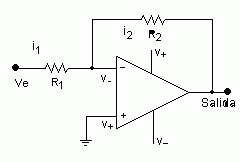 i2
R2
i1
v+
Ve
R1
v-
−
+
v+
Salida
v-